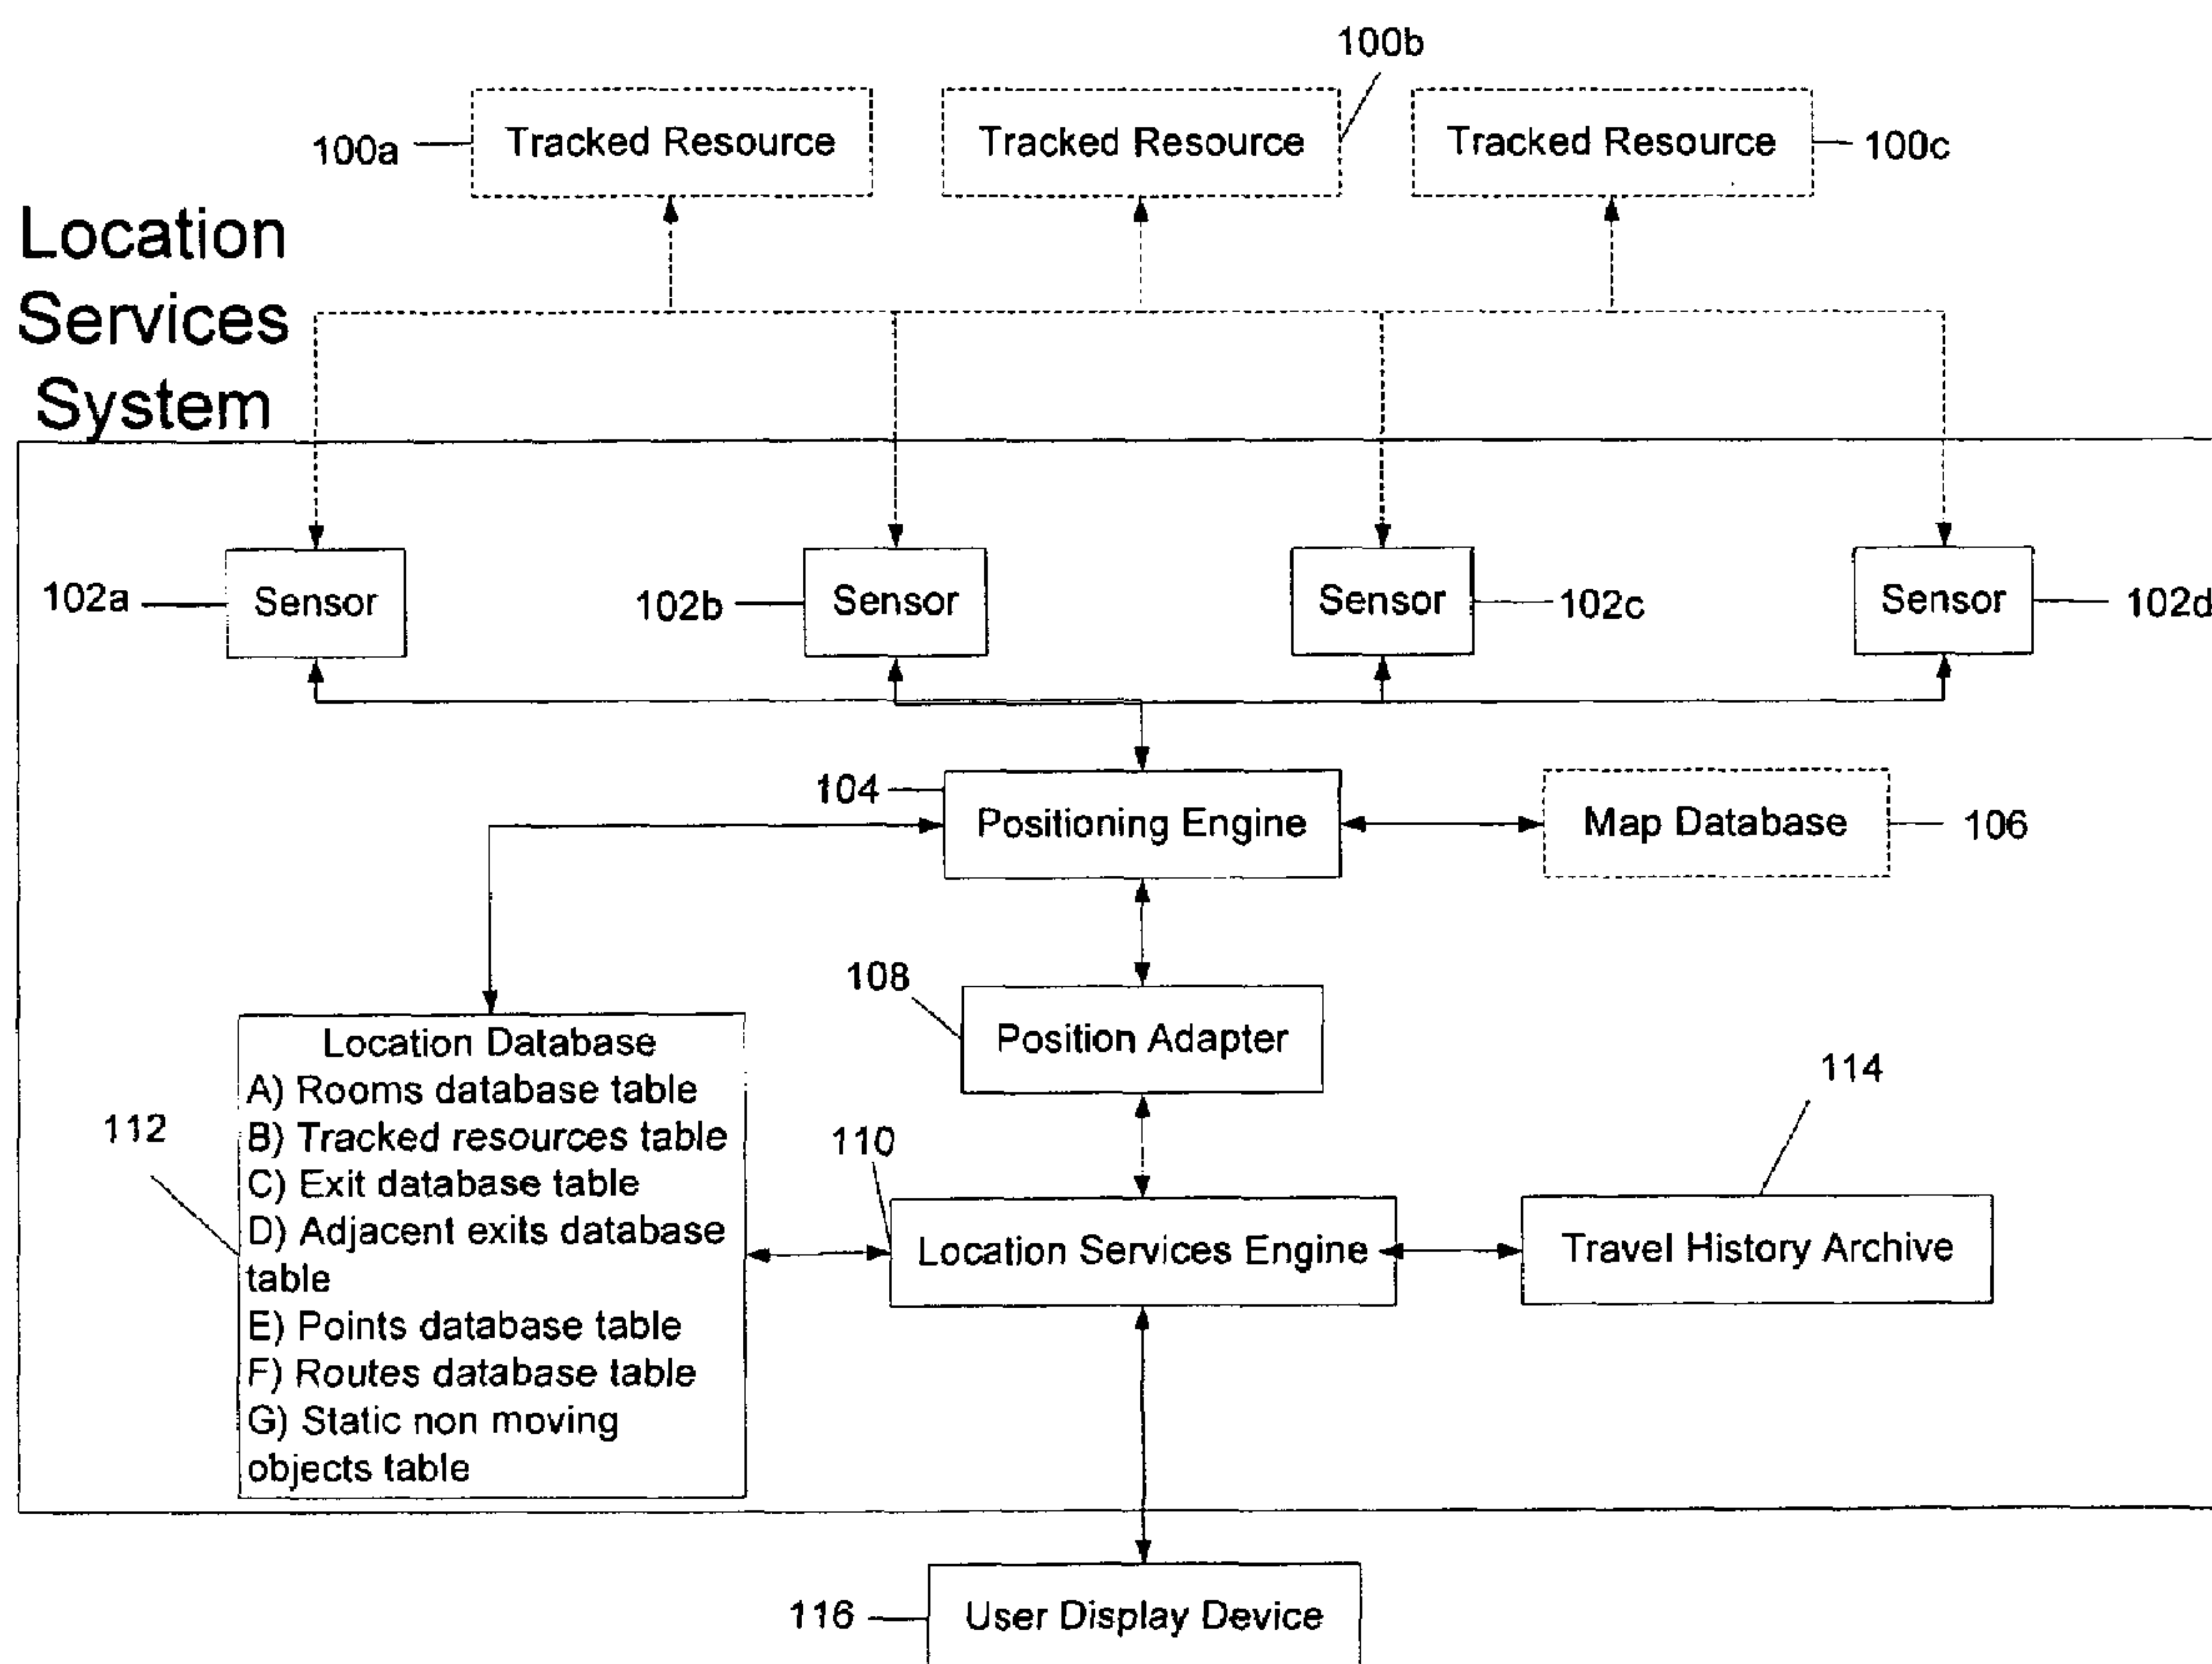 100b
Tracked Resource
Tracked Resource
Tracked Resource
100a
100c
Location
Services
System
Sensor
Sensor
Sensor
Sensor
102a
102b
102c
102d
104
Positioning Engine
Map Database
106
108
Position Adapter
Location Database
A) Rooms database table
B) Tracked resources table
C) Exit database table
D) Adjacent exits database
table
E) Points database table
F) Routes database table
G) Static non moving
objects table
112
110
114
Location Services Engine
Travel History Archive
116
User Display Device